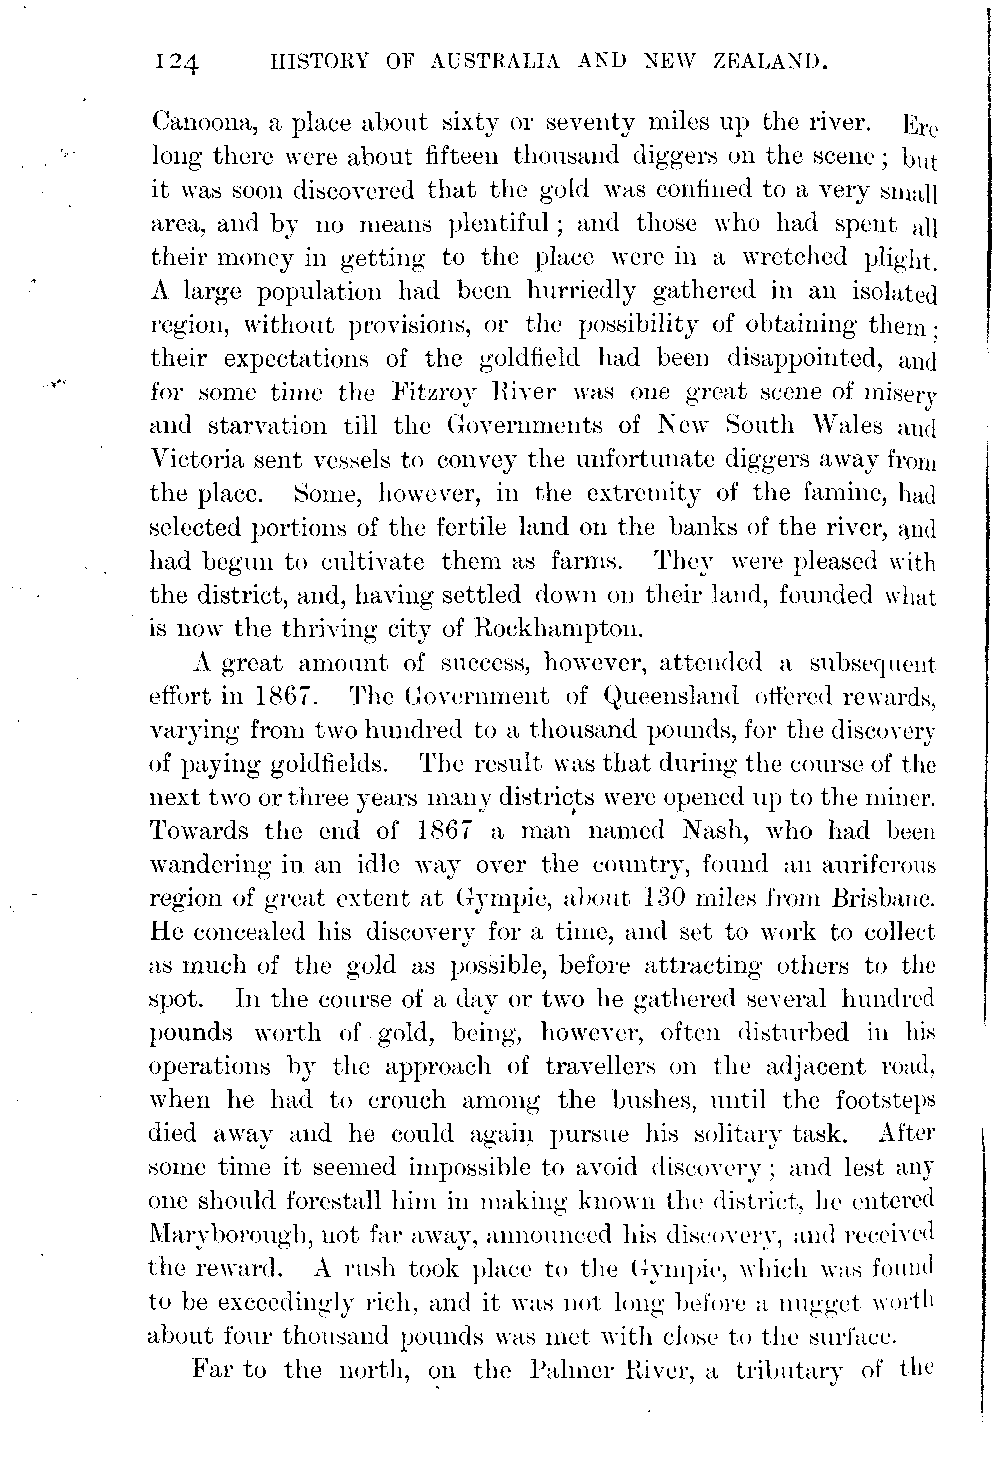 124 HISTORY OF AUSTRALIA AND NEW ZEALAND.
Canoona, a place about sixty or seventy miles up the river. Ere
long there were about fifteen thousand diggers on the scene; but
it was soon discovered that the gold was confined to a very small
area, and by no means plentiful; and those who had spent all
their money in getting to the place were in a wretched plight.
A large population had been hurriedly gathered in an isolated
region, without provisions, or the possibility of obtaining them;
their expectations of the goldfield had been disappointed, and
for some time the Fitzroy River was one great scene of misery
and starvation till the Governments of New South Wales and
Victoria sent vessels to convey the unfortunate diggers away from
the place. Some, however, in the extremity of the famine, had
selected portions of the fertile land on the banks of the river, and
had begun to cultivate them as farms. They were pleased with
the district, and, having settled down on their land, founded what
is now the thriving city of Rockhampton.
A great amount of success, however, attended a subsequent
effort in 1867. The Government of Queensland offered rewards,
varying from two hundred to a thousand pounds, for the discovery
of paying goldfields. The result was that during the course of the
next two or three years many districts were opened up to the miner.
Towards the end of 1867 a man named Nash, who had been
wandering in an idle way over the country, found an auriferous
region of great extent at Gympie, about 130 miles from Brisbane.
He concealed his discovery for a time, and set to work to collect
as much of the gold as possible, before attracting others to the
spot. In the course of a day or two he gathered several hundred
pounds worth of gold, being, however, often disturbed in his
operations by the approach of travellers on the adjacent road,
when he had to crouch among the bushes, until the footsteps
died away and he could again pursue his solitary task. After
some time it seemed impossible to avoid discovery; and lest any
one should forestall him in making known the district, he entered
Maryborough, not far away, announced his discovery, and received
the reward. A rush took place to the Gympie, which was found
to be exceedingly rich, and it was not long before a nugget worth
about four thousand pounds was met with close to the surface.
Far to the north, on the Palmer River, a tributary of the